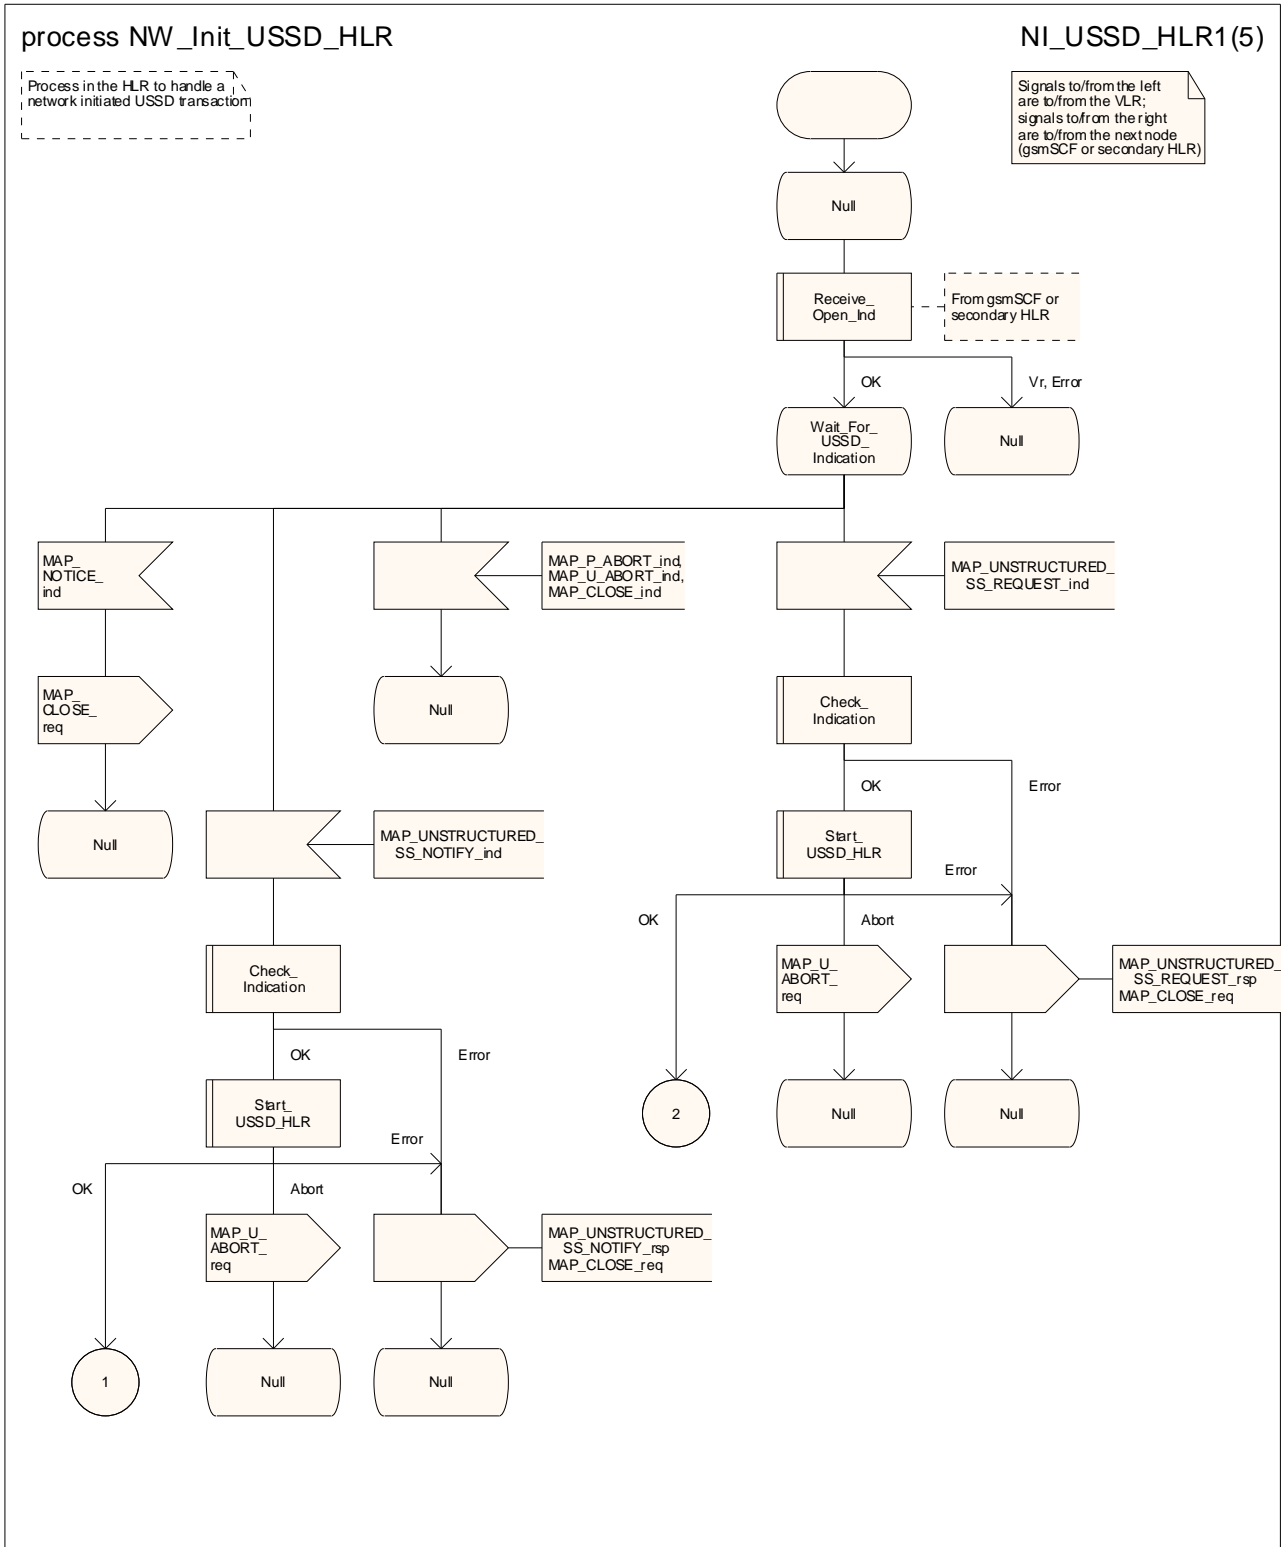 process NW_Init_USSD_HLR
NI_USSD_HLR1(5)
Process in the HLR to handle a
network initiated USSD transaction
Signals to/from the left
are to/from the VLR;
signals to/from the right
are to/from the next node
(gsmSCF or secondary HLR)
Null
Receive_
Open_Ind
From gsmSCF or
secondary HLR
OK
Vr, Error
Wait_For_
USSD_
Indication
Null
MAP_
NOTICE_
ind
MAP_P_ABORT_ind,
MAP_U_ABORT_ind,
MAP_CLOSE_ind
MAP_UNSTRUCTURED_
SS_REQUEST_ind
MAP_
CLOSE_
req
Null
Check_
Indication
OK
Error
Null
MAP_UNSTRUCTURED_
SS_NOTIFY_ind
Start_
USSD_HLR
Error
OK
Abort
Check_
Indication
MAP_U_
ABORT_
req
MAP_UNSTRUCTURED_
SS_REQUEST_rsp
MAP_CLOSE_req
OK
Error
Start_
USSD_HLR
2
Null
Null
Error
OK
Abort
MAP_U_
ABORT_
req
MAP_UNSTRUCTURED_
SS_NOTIFY_rsp
MAP_CLOSE_req
1
Null
Null